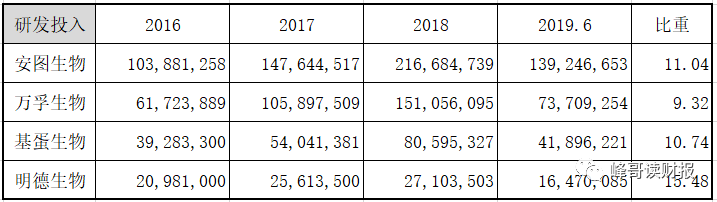 研发投入 2016 2017 2018 2019.6 比重
安图生物 103,881,258 147,644,517 216,684,739 139,246,653 11.04
万孚生物 61,723,889 105,897,509 151,056,095 73,709,254 9.32
基蛋生物 39,283,300 54,041,381 80,595,327 41,896,221 10.74
明德生物 20,981,000 25,613,500 27,103,503 16,470,085 15.48
峰哥读财报